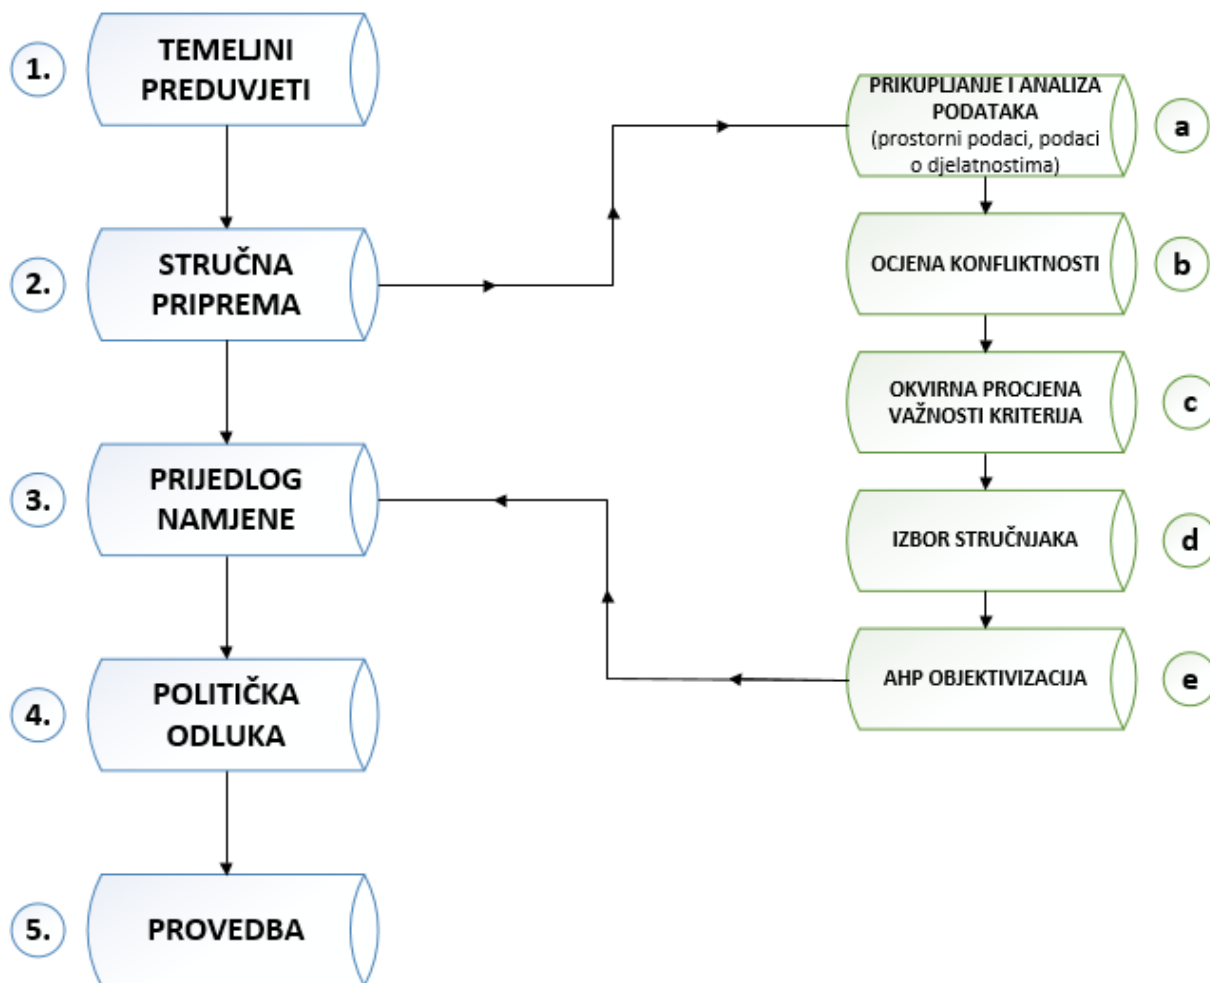 1.
TEMELJNI
PREDUVJETI
2.
STRUČNA
PRIPREMA
3.
PRIJEDLOG
NAMJENE
4.
POLITIČKA
ODLUKA
5.
PROVEDBA
PRIKUPLJANJE I ANALIZA
PODATAKA
(prostorni podaci, podaci
o djelatnostima)
a
OCJENA KONFLIKTNOSTI
b
OKVIRNA PROCJENA
VAŽNOSTI KRITERIJA
c
IZBOR STRUČNJAKA
d
AHP OBJEKTIVIZACIJA
e